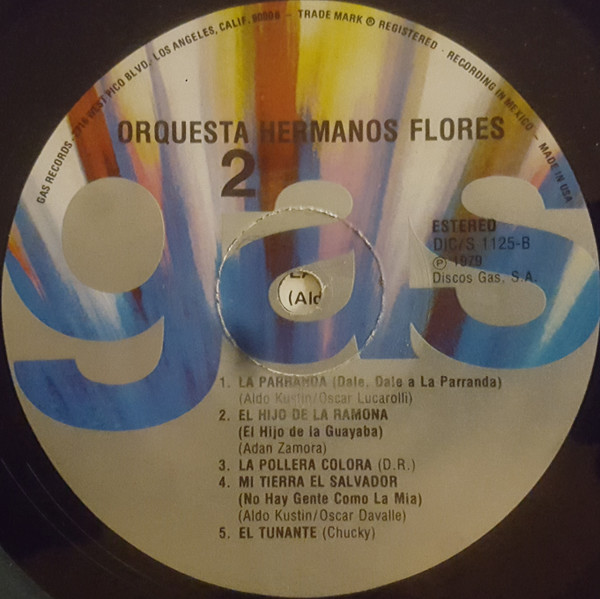 GAS RECORDS WEST PICO BLVD. LOS ANGELES, CALIF. – TRADE MARK ® REGISTERED - RECORDING IN MEXICO – MADE IN USA
ORQUESTA HERMANOS FLORES
2
gas
ESTEREO
DIC/S 1125-B
Ⓟ 1979
Discos Gas, S.A.
(Ald
1. LA PARRANDA (Dale, Dale a La Parranda)
(Aldo Kustin/Oscar Lucarolli)
2. EL HIJO DE LA RAMONA
(El Hijo de la Guayaba)
(Adan Zamora)
3. LA POLLERA COLORA (D.R.)
4. MI TIERRA EL SALVADOR
(No Hay Gente Como La Mia)
(Aldo Kustin/Oscar Davalle)
5. EL TUNANTE (Chucky)